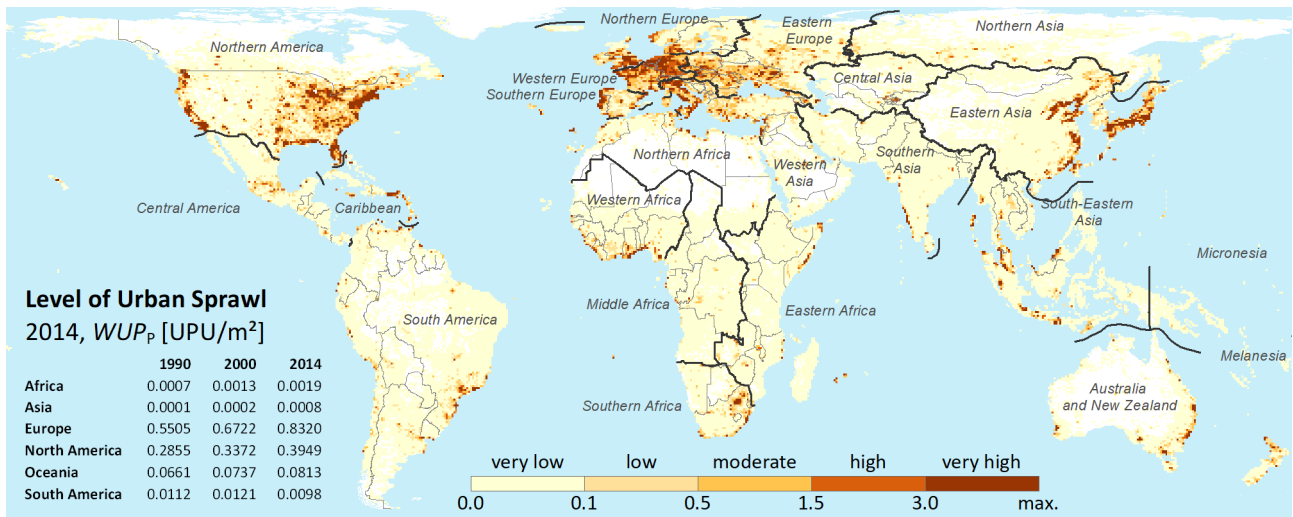 Northern Europe
Eastern
Europe
Northern Asia
Northern America
Western Europe
Southern Europe
Central Asia
Eastern Asia
Northern Africa
Western
Asia
Southern
Asia
Western Africa
Central America
Caribbean
South-Eastern
Asia
Micronesia
Middle Africa
Eastern Africa
South America
Melanesia
Southern Africa
Australia
and New Zealand
Level of Urban Sprawl
2014, WUPP [UPU/m²]
1990 2000 2014
Africa 0.0007 0.0013 0.0019
Asia 0.0001 0.0002 0.0008
Europe 0.5505 0.6722 0.8320
North America 0.2855 0.3372 0.3949
Oceania 0.0661 0.0737 0.0813
South America 0.0112 0.0121 0.0098
very low low moderate high very high
0.0 0.1 0.5 1.5 3.0 max.